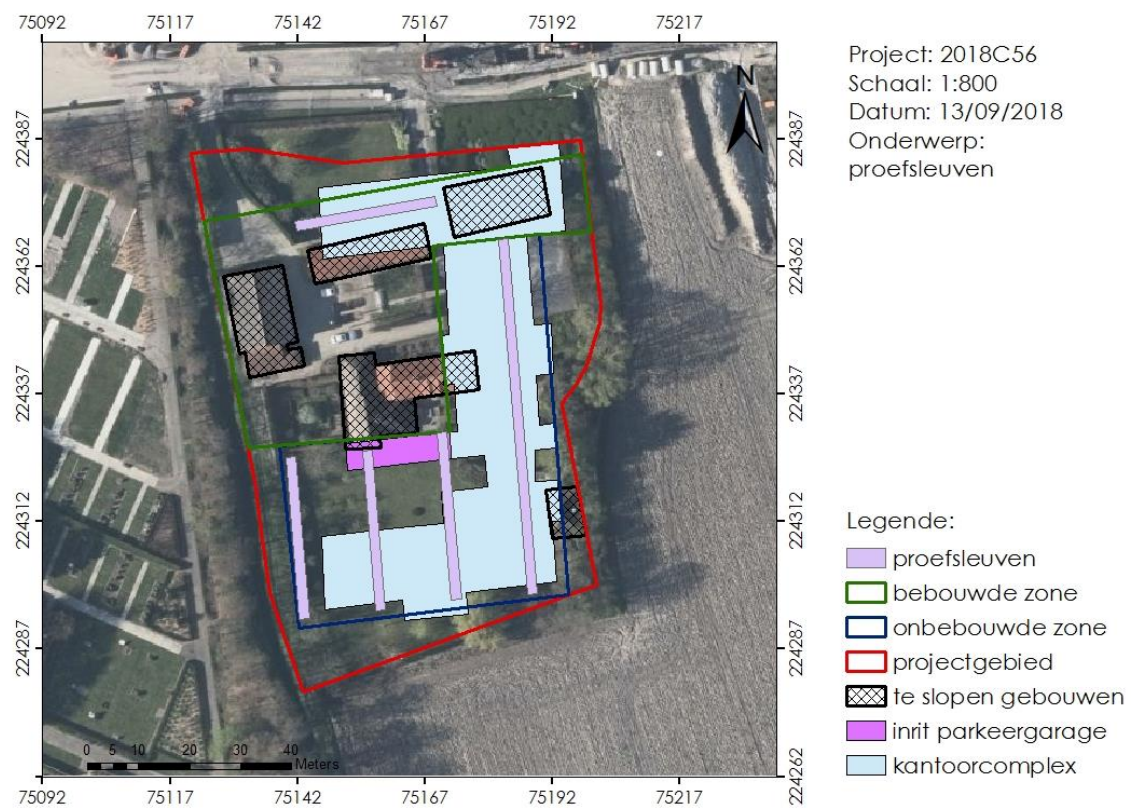 75092 75117 75142 75167 75192 75217
Project: 2018C56
Schaal: 1:800
Datum: 13/09/2018
Onderwerp:
proefsleuven
N
224387 224387
224362 224362
224337 224337
224312 224312
224287 224287
224262
Legende:
proefsleuven
bebouwde zone
onbebouwde zone
projectgebied
te slopen gebouwen
inrit parkeergarage
kantoorcomplex
0 5 10 20 30 40
Meters
75092 75117 75142 75167 75192 75217